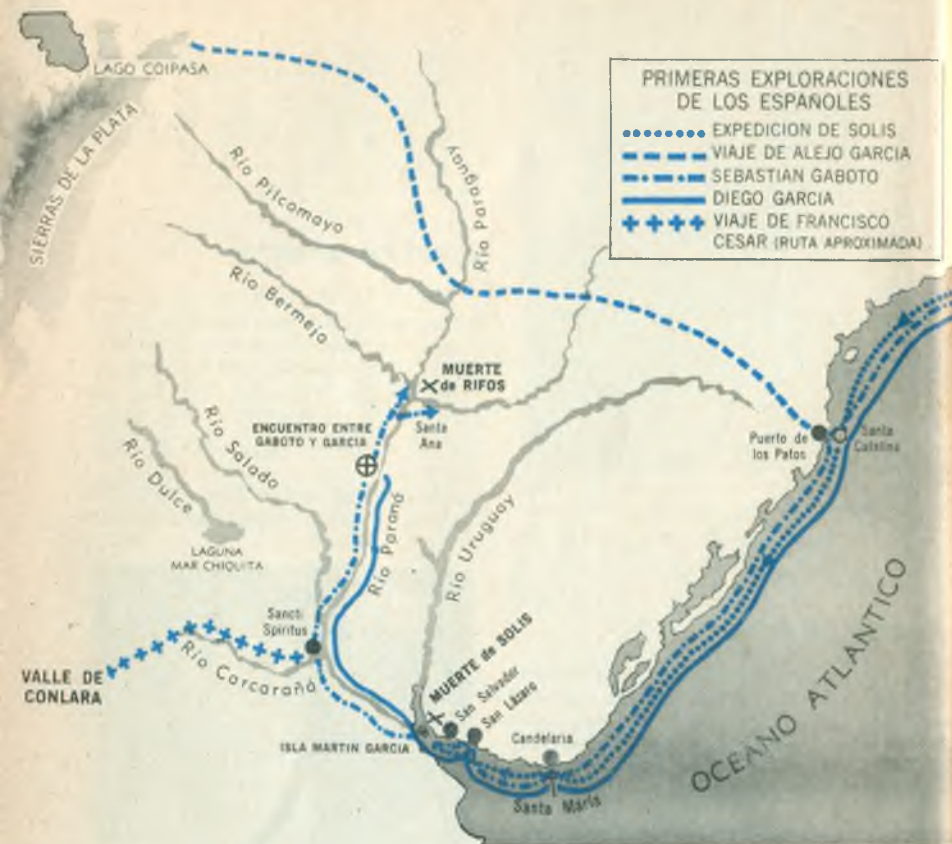 LAGO COIPASA
SIERRAS DE LA PLATA
PRIMERAS EXPLORACIONES
DE LOS ESPAÑOLES
EXPEDICION DE SOLIS
VIAJE DE ALEJO GARCIA
SEBASTIAN GABOTO
DIEGO GARCIA
VIAJE DE FRANCISCO
CESAR (RUTA APROXIMADA)
Río Pilcomayo
Río Paraguay
Río Bermejo
MUERTE
de RIFOS
Santa
Ana
ENCUENTRO ENTRE
GABOTO Y GARCIA
Río Salado
Río Dulce
LAGUNA
MAR CHIQUITA
Río Paraná
Río Uruguay
Puerto de
los Patos
Santa
Catalina
Sancti
Spiritus
Río Carcarañá
VALLE DE
CONLARA
MUERTE de SOLIS
San Salvador
San Lázaro
ISLA MARTIN GARCIA
Candelaria
Santa María
OCEANO ATLANTICO